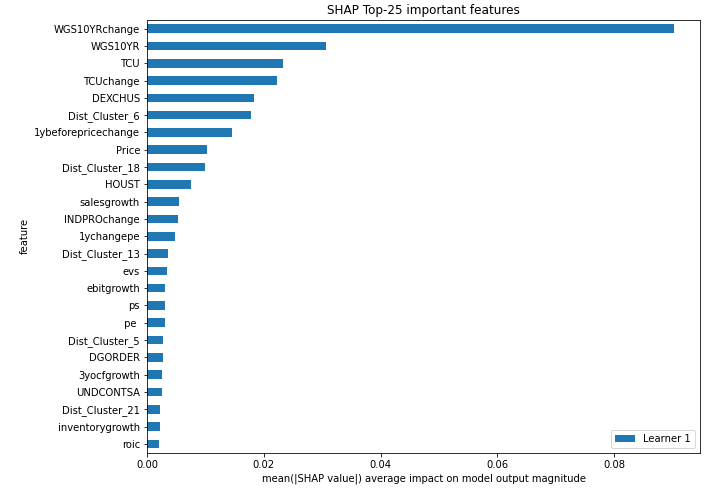 SHAP Top-25 important features
WGS10YRchange
WGS10YR
TCU
TCUchange
DEXCHUS
Dist_Cluster_6
1ybeforepricechange
Price
Dist_Cluster_18
HOUST
salesgrowth
INDPROchange
1ychangepe
Dist_Cluster_13
evs
ebitgrowth
ps
pe
Dist_Cluster_5
DGORDER
3yocfgrowth
UNDCONTSA
Dist_Cluster_21
inventorygrowth
roic
feature
Learner 1
0.00 0.02 0.04 0.06 0.08
mean(|SHAP value|) average impact on model output magnitude